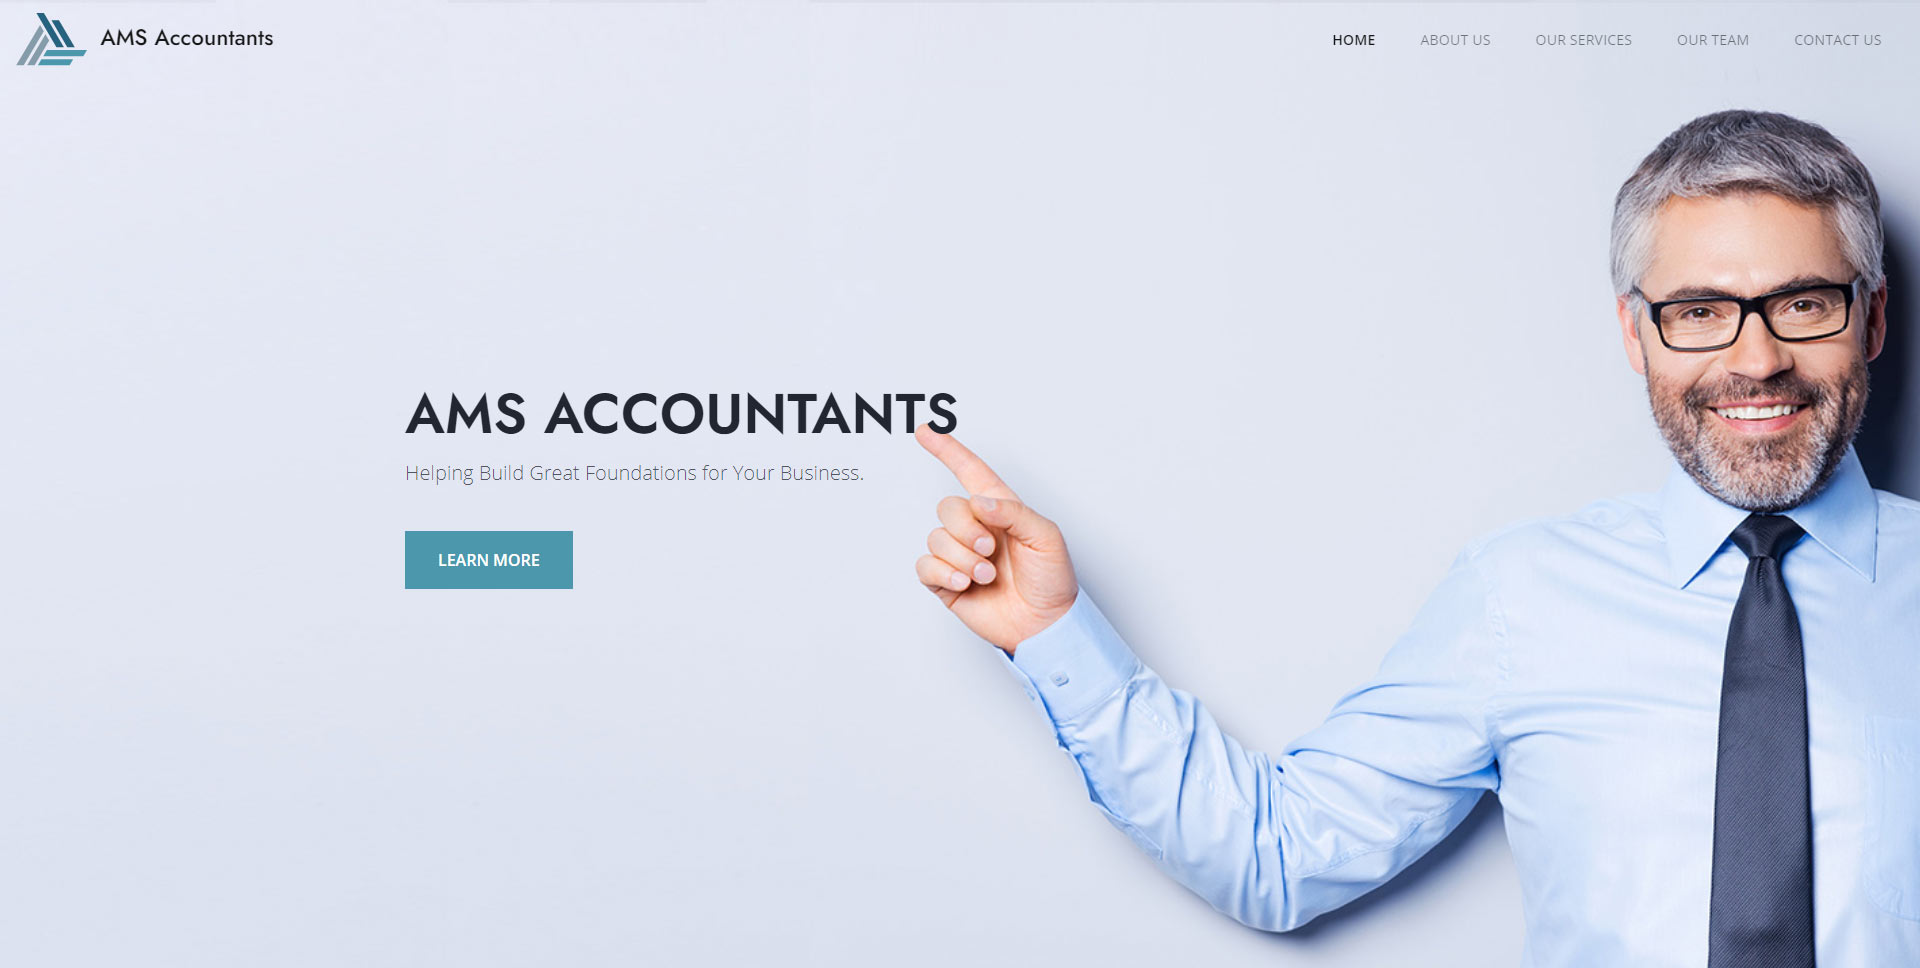 AMS Accountants
HOME ABOUT US OUR SERVICES OUR TEAM CONTACT US
AMS ACCOUNTANTS
Helping Build Great Foundations for Your Business.
LEARN MORE